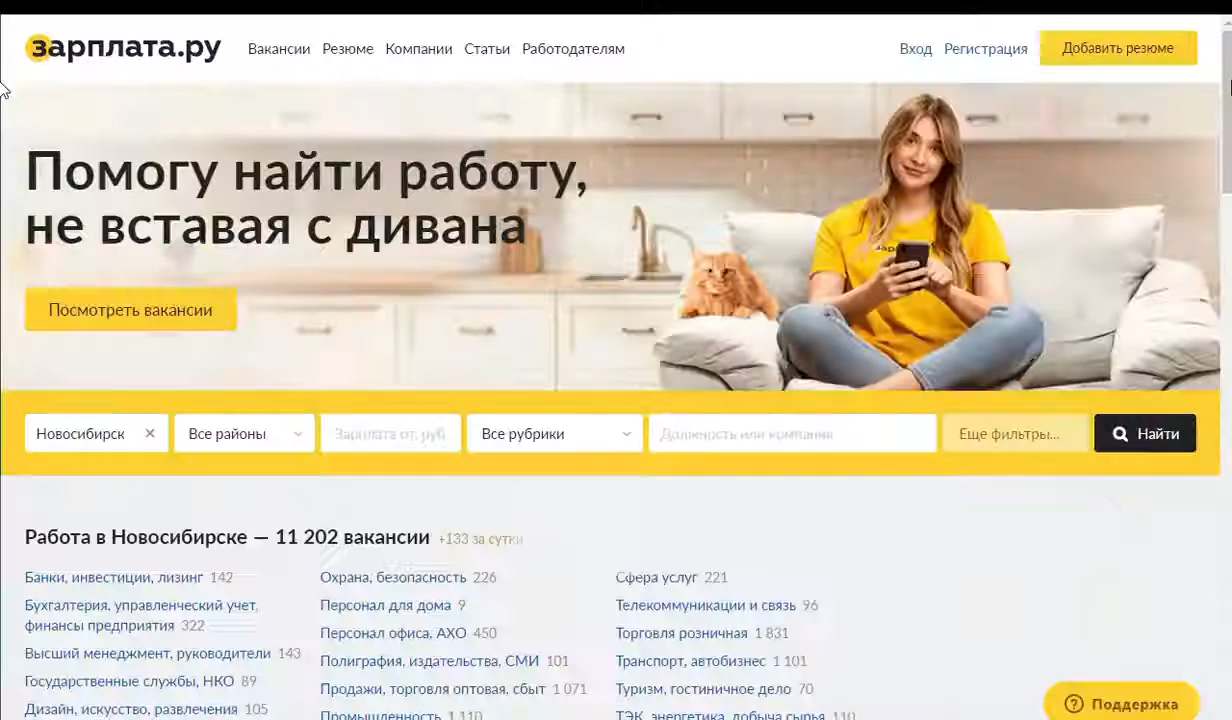 зарплата.ру Вакансии Резюме Компании Статьи Работодателям Вход Регистрация Добавить резюме
Помогу найти работу,
не вставая с дивана
Посмотреть вакансии
Новосибирск × Все районы Зарплата от, руб Все рубрики Должность или компания Еще фильтры... Найти
Работа в Новосибирске — 11 202 вакансии +133 за сутки
Банки, инвестиции, лизинг 142
Бухгалтерия, управленческий учет,
финансы предприятия 322
Высший менеджмент, руководители 143
Государственные службы, НКО 89
Дизайн, искусство, развлечения 105
Охрана, безопасность 226
Персонал для дома 9
Персонал офиса, АХО 450
Полиграфия, издательства, СМИ 101
Продажи, торговля оптовая, сбыт 1 071
Промышленность 1 110
Сфера услуг 221
Телекоммуникации и связь 96
Торговля розничная 1 831
Транспорт, автобизнес 1 101
Туризм, гостиничное дело 70
ТЭК, энергетика, добыча сырья 110
Поддержка